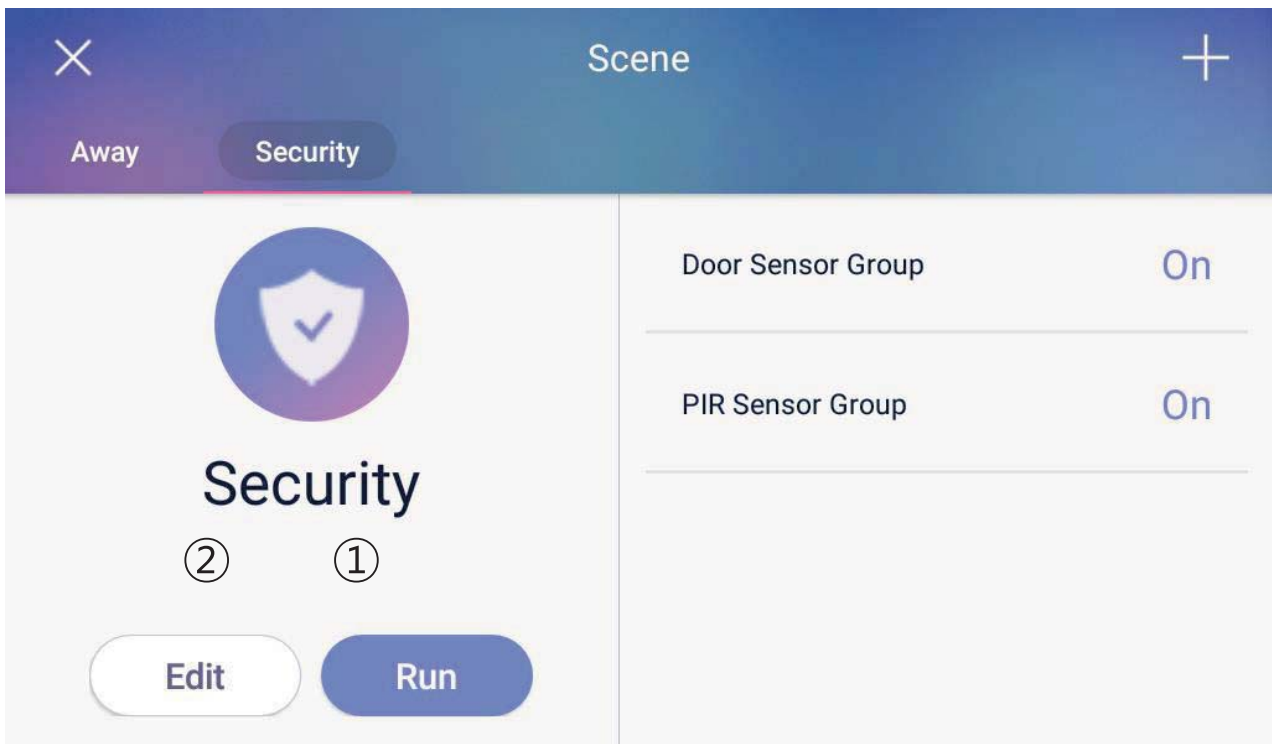 Scene
Away Security
Door Sensor Group On
PIR Sensor Group On
Security
② ①
Edit Run